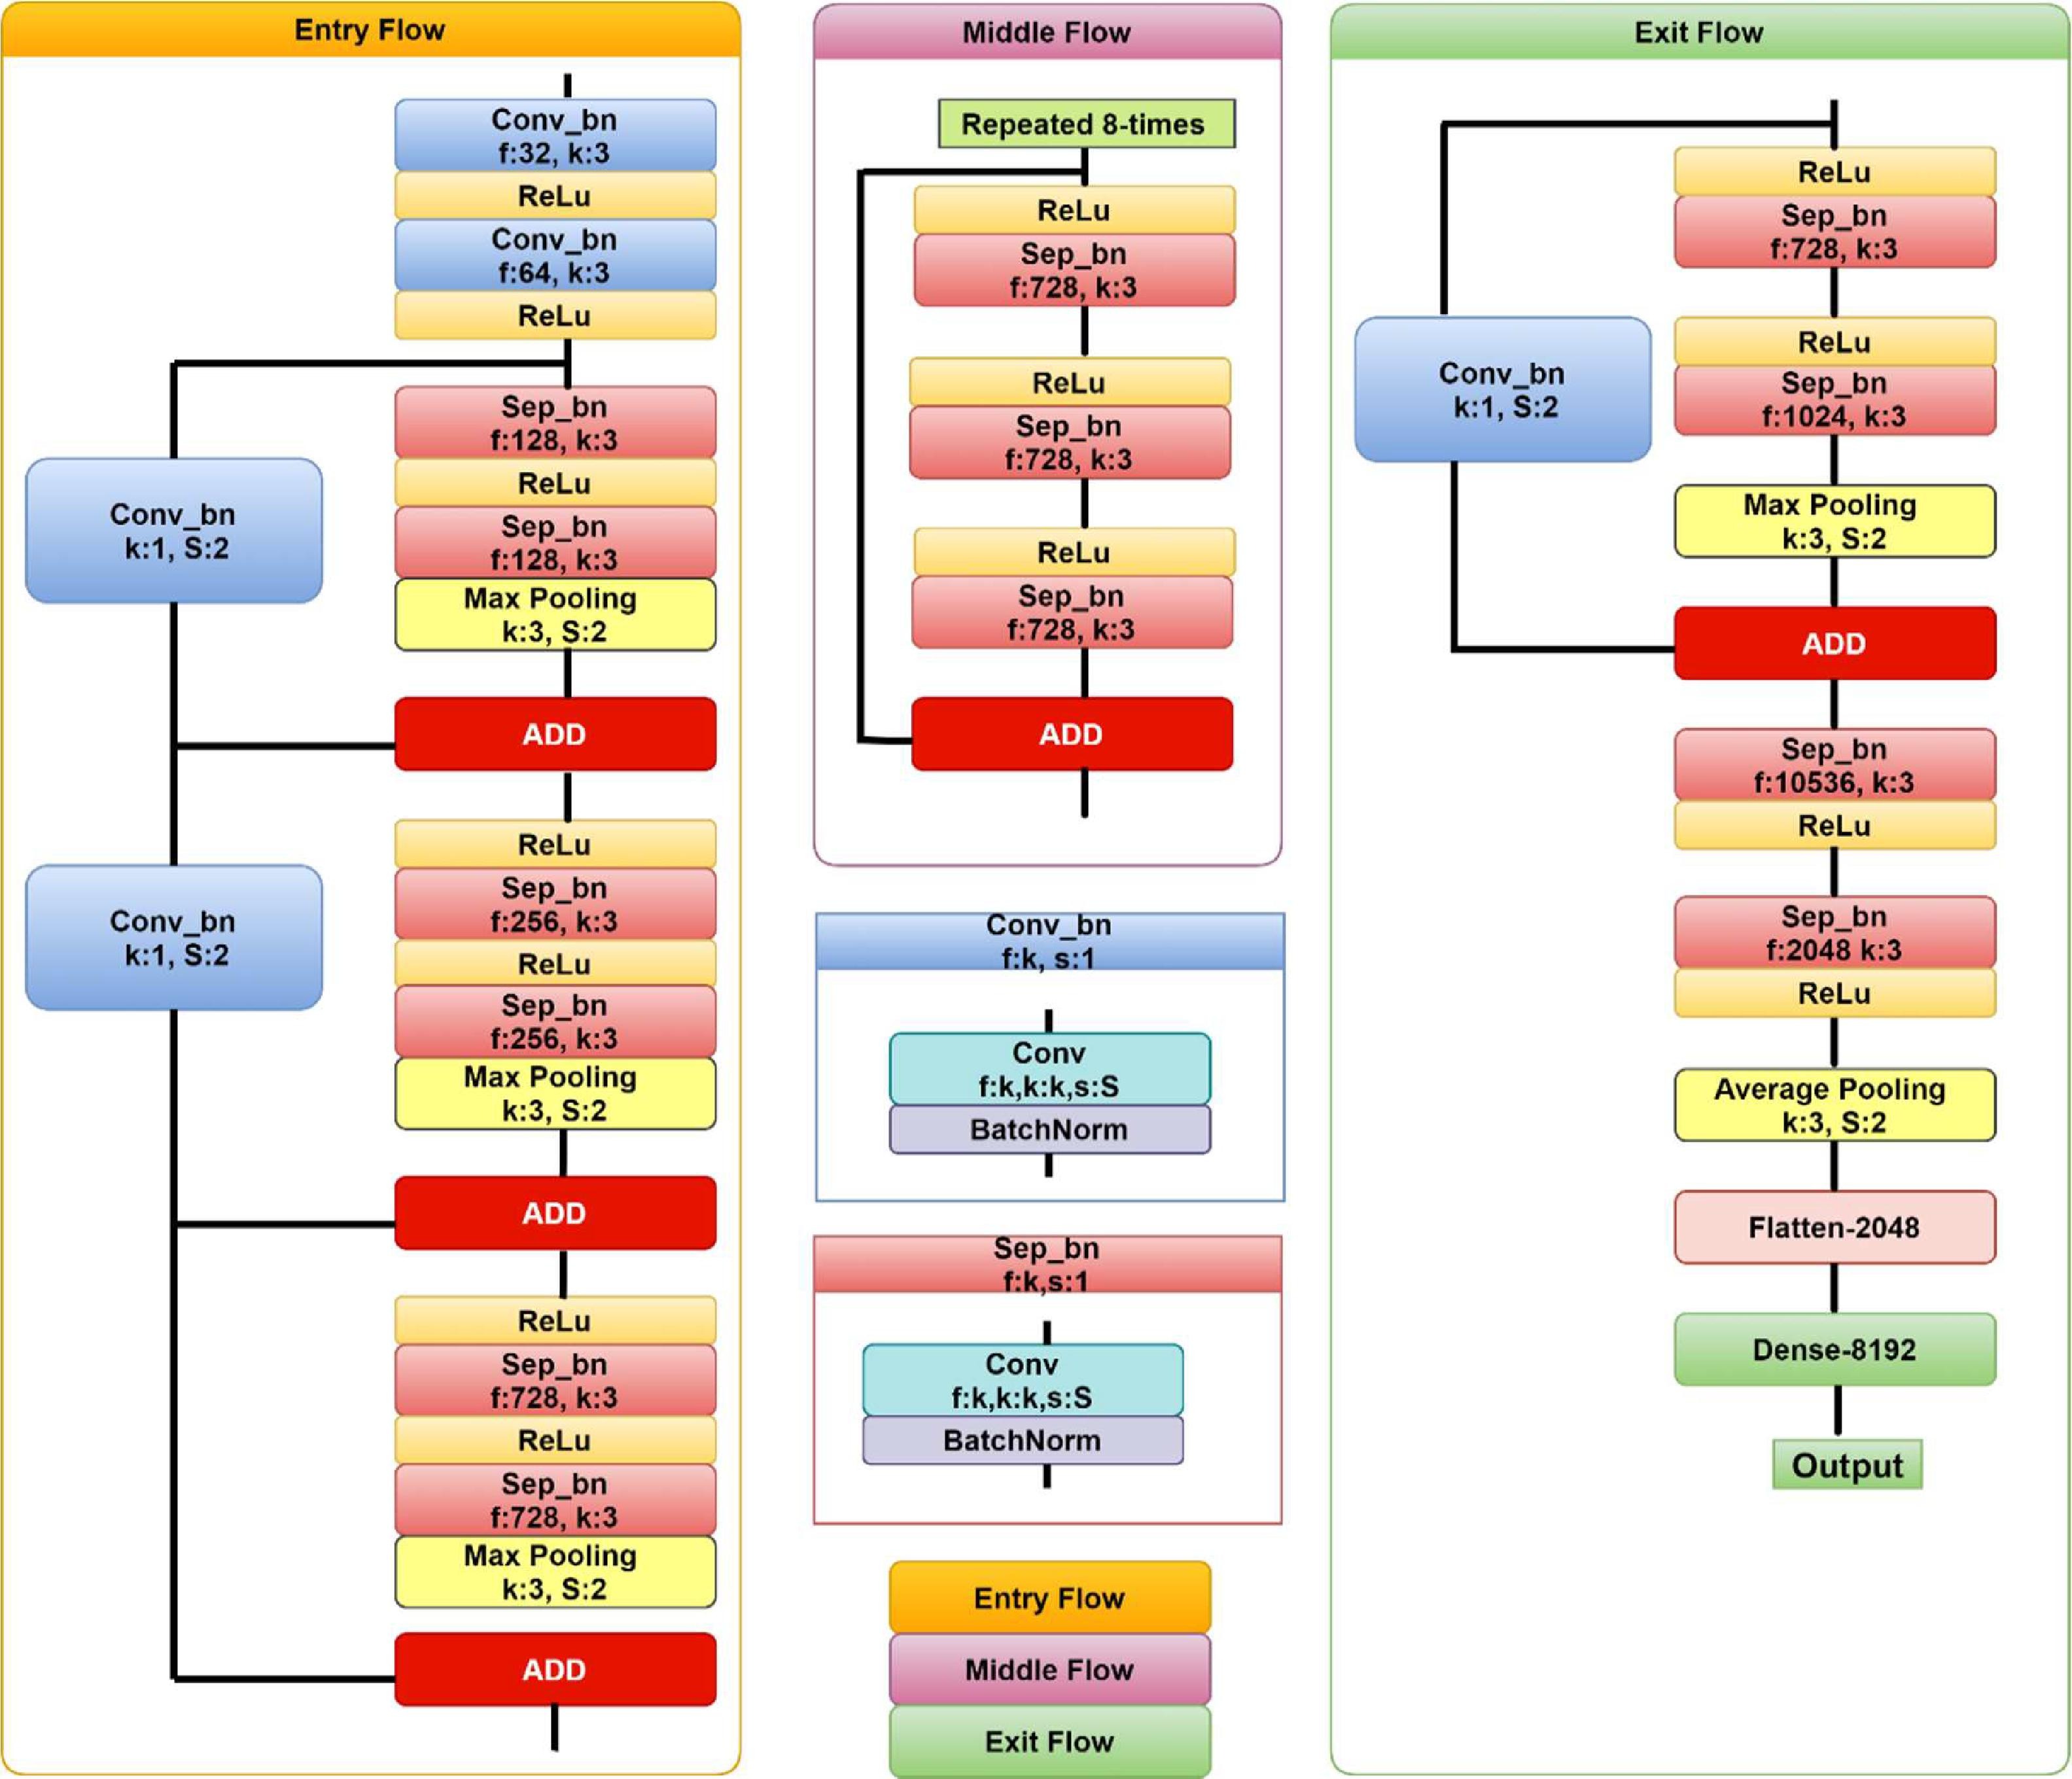 Entry Flow
Conv_bn
f:32, k:3
ReLu
Conv_bn
f:64, k:3
ReLu
Sep_bn
f:128, k:3
ReLu
Sep_bn
f:128, k:3
Max Pooling
k:3, S:2
Conv_bn
k:1, S:2
ADD
ReLu
Sep_bn
f:256, k:3
ReLu
Sep_bn
f:256, k:3
Max Pooling
k:3, S:2
Conv_bn
k:1, S:2
ADD
ReLu
Sep_bn
f:728, k:3
ReLu
Sep_bn
f:728, k:3
Max Pooling
k:3, S:2
ADD
Middle Flow
Repeated 8-times
ReLu
Sep_bn
f:728, k:3
ReLu
Sep_bn
f:728, k:3
ReLu
Sep_bn
f:728, k:3
ADD
Conv_bn
f:k, s:1
Conv
f:k,k:k,s:S
BatchNorm
Sep_bn
f:k,s:1
Conv
f:k,k:k,s:S
BatchNorm
Entry Flow
Middle Flow
Exit Flow
Exit Flow
ReLu
Sep_bn
f:728, k:3
ReLu
Sep_bn
f:1024, k:3
Conv_bn
k:1, S:2
Max Pooling
k:3, S:2
ADD
Sep_bn
f:10536, k:3
ReLu
Sep_bn
f:2048 k:3
ReLu
Average Pooling
k:3, S:2
Flatten-2048
Dense-8192
Output